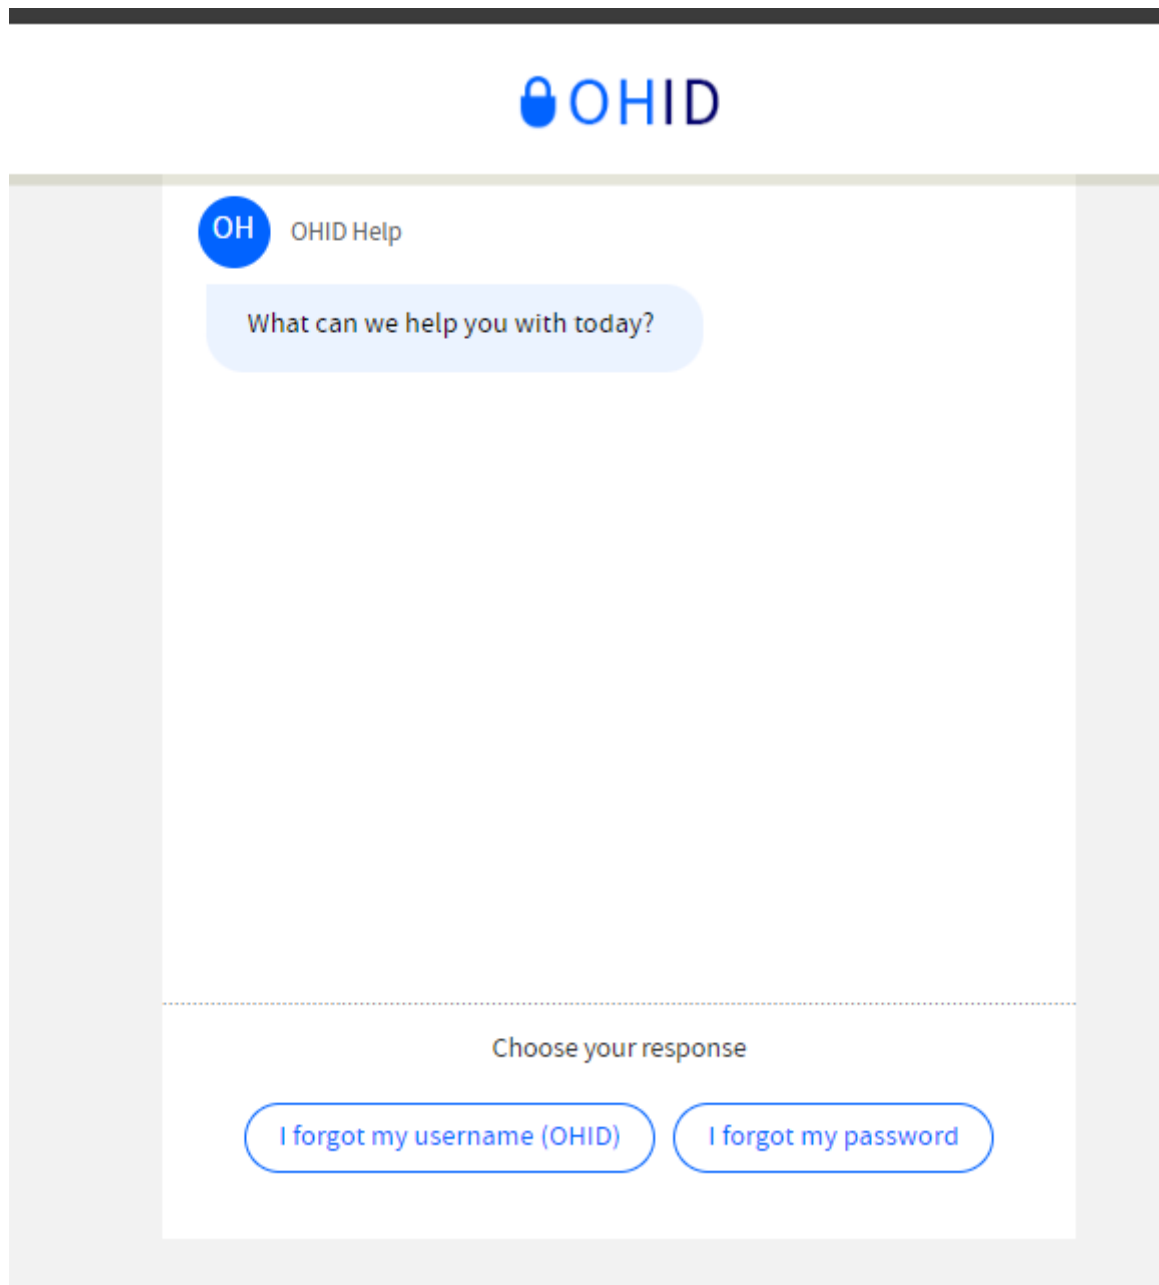 OHID
OH
OHID Help
What can we help you with today?
Choose your response
I forgot my username (OHID)
I forgot my password